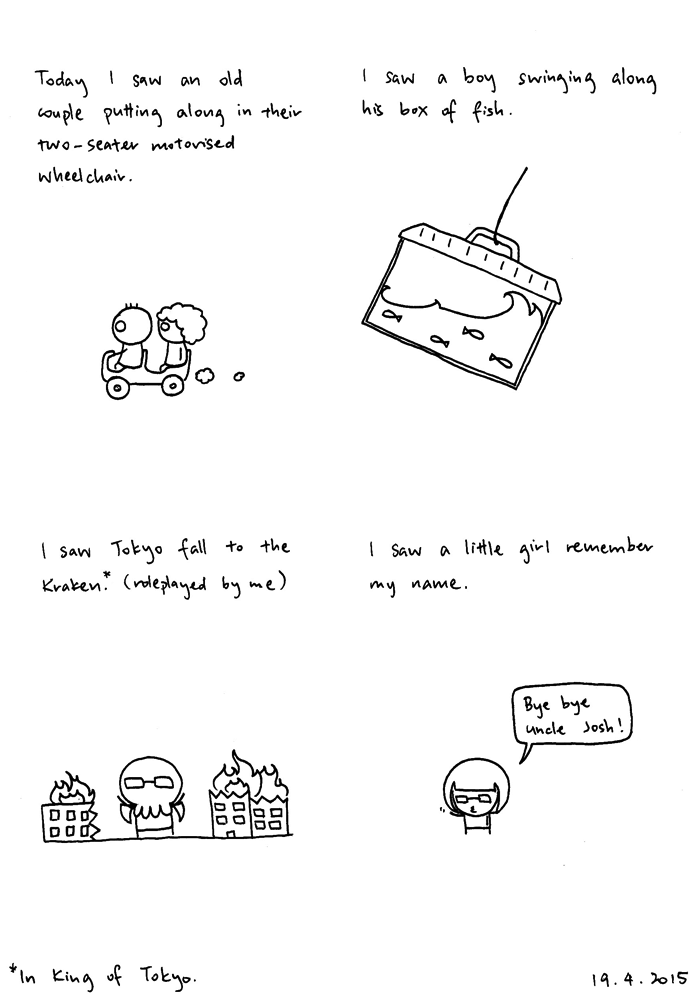 Today I saw an old
couple putting along in their
two-seater motorised
wheelchair.
I saw a boy swinging along
his box of fish.
I saw Tokyo fall to the
Kraken.* (roleplayed by me)
I saw a little girl remember
my name.
Bye bye
uncle Josh!
*In King of Tokyo.
19.4.2015